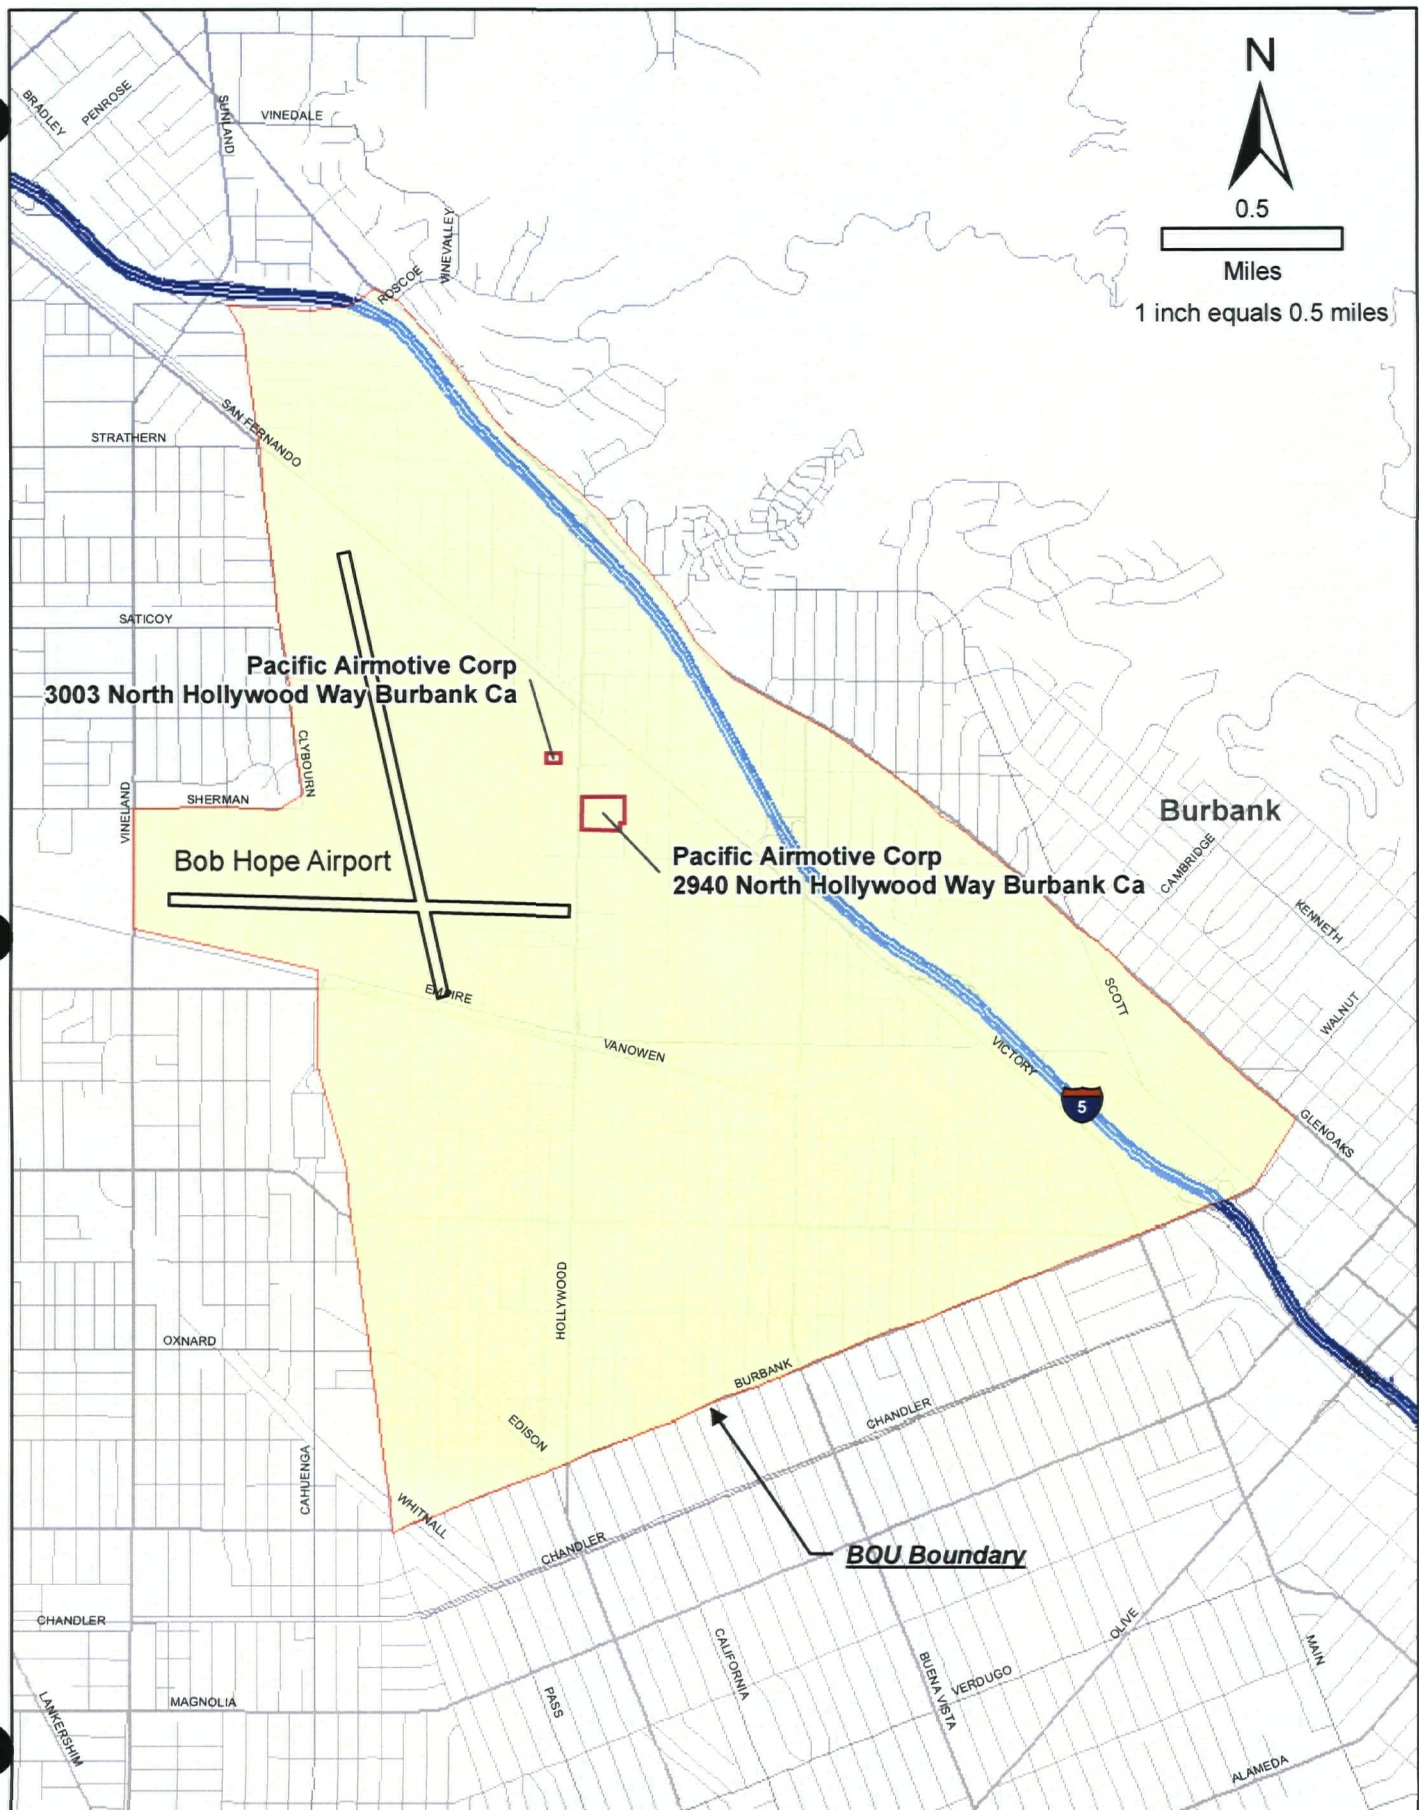 N
0.5
Miles
1 inch equals 0.5 miles
BRADLEY
PENROSE
SUNLAND
VINEDALE
VINEVALLEY
ROSCOE
SAN FERNANDO
STRATHERN
SATICOY
Pacific Airmotive Corp
3003 North Hollywood Way Burbank Ca
CLYBOURN
SHERMAN
VINELAND
Bob Hope Airport
Pacific Airmotive Corp
2940 North Hollywood Way Burbank Ca
Burbank
CAMBRIDGE
KENNETH
WALNUT
SCOTT
EMPIRE
VANOWEN
VICTORY
5
GLENOAKS
HOLLYWOOD
OXNARD
BURBANK
EDISON
CHANDLER
CAHUENGA
WHITNALL
CHANDLER
BOU Boundary
CHANDLER
OLIVE
CALIFORNIA
BUENA VISTA
VERDUGO
MAIN
MAGNOLIA
PASS
LANKERSHIM
ALAMEDA